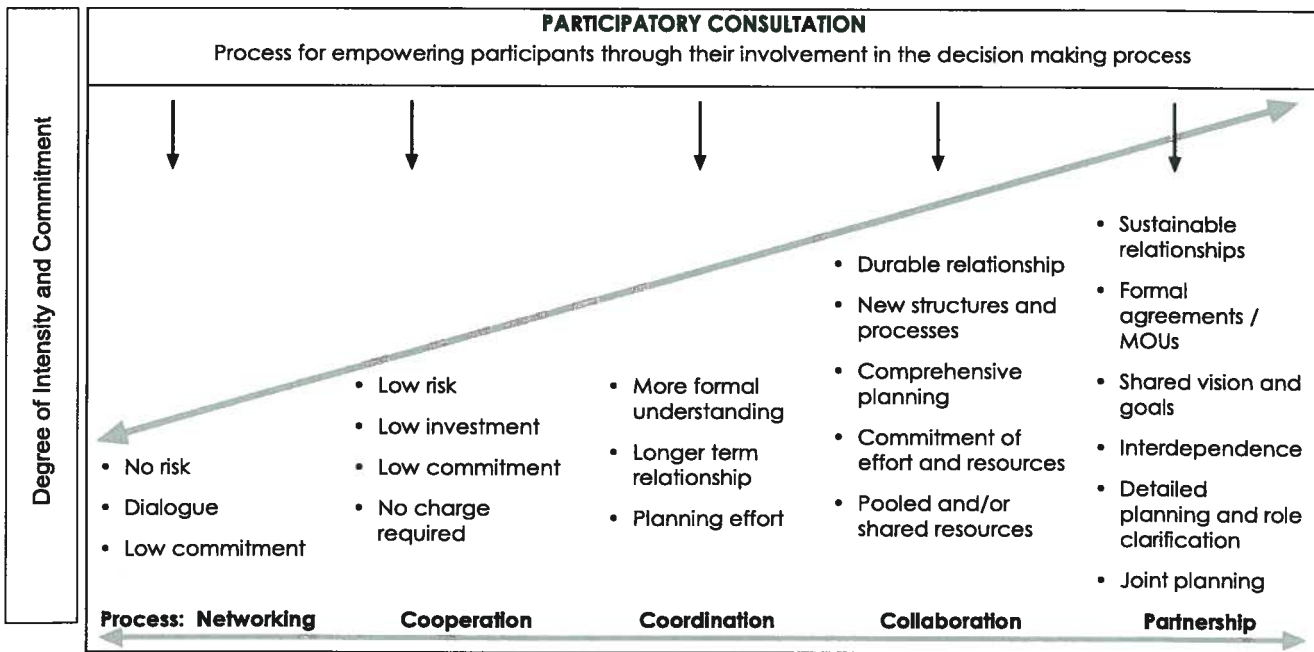 PARTICIPATORY CONSULTATION
Process for empowering participants through their involvement in the decision making process
Degree of Intensity and Commitment
• No risk
• Dialogue
• Low commitment
• Low risk
• Low investment
• Low commitment
• No charge
required
• More formal
understanding
• Longer term
relationship
• Planning effort
• Durable relationship
• New structures and
processes
• Comprehensive
planning
• Commitment of
effort and resources
• Pooled and/or
shared resources
• Sustainable
relationships
• Formal
agreements /
MOUs
• Shared vision and
goals
• Interdependence
• Detailed
planning and role
clarification
• Joint planning
Process: Networking Cooperation Coordination Collaboration Partnership